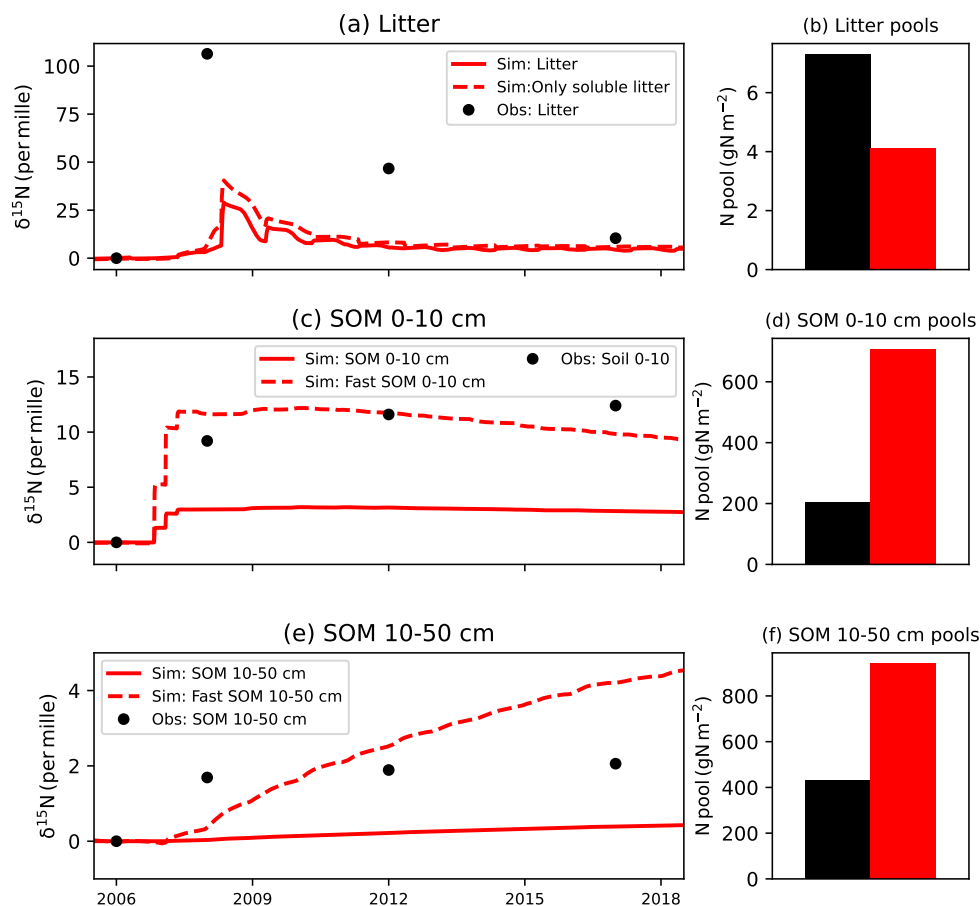 (a) Litter
δ¹⁵N (per mille)
100
75
50
25
0
Sim: Litter
Sim:Only soluble litter
Obs: Litter
(b) Litter pools
N pool (gN m⁻²)
6
4
2
0
(c) SOM 0-10 cm
δ¹⁵N (per mille)
15
10
5
0
Sim: SOM 0-10 cm
Sim: Fast SOM 0-10 cm
Obs: Soil 0-10
(d) SOM 0-10 cm pools
N pool (gN m⁻²)
600
400
200
0
(e) SOM 10-50 cm
δ¹⁵N (per mille)
4
2
0
Sim: SOM 10-50 cm
Sim: Fast SOM 10-50 cm
Obs: SOM 10-50 cm
2006 2009 2012 2015 2018
(f) SOM 10-50 cm pools
N pool (gN m⁻²)
800
600
400
200
0